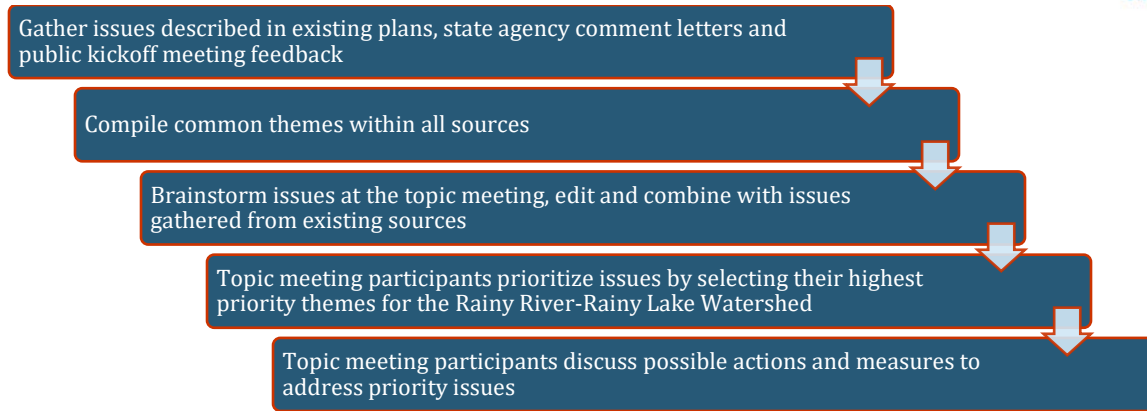 Gather issues described in existing plans, state agency comment letters and
public kickoff meeting feedback
Compile common themes within all sources
Brainstorm issues at the topic meeting, edit and combine with issues
gathered from existing sources
Topic meeting participants prioritize issues by selecting their highest
priority themes for the Rainy River-Rainy Lake Watershed
Topic meeting participants discuss possible actions and measures to
address priority issues